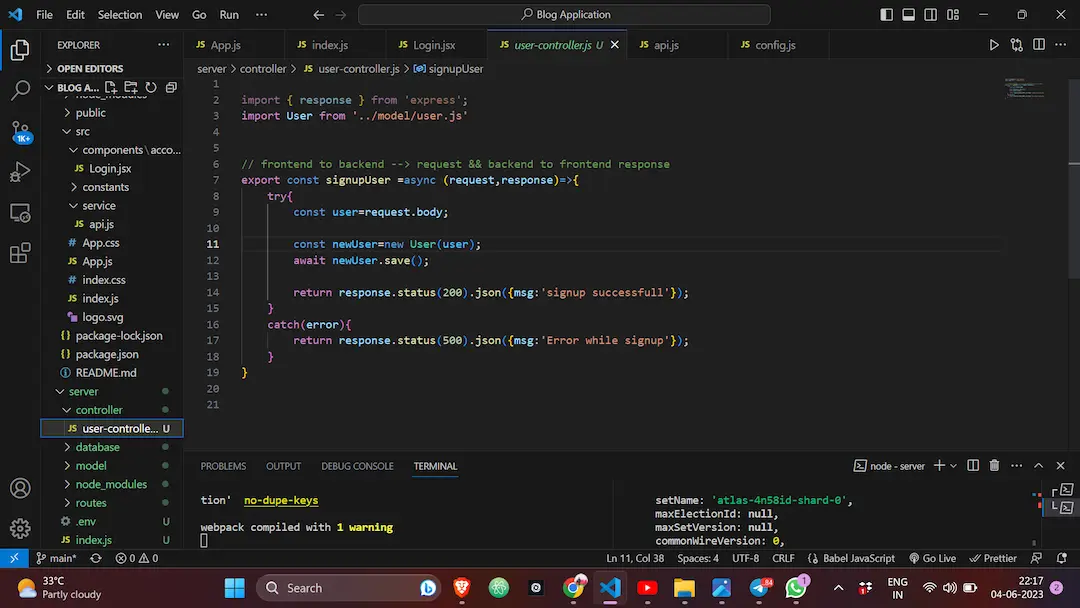 File Edit Selection View Go Run ··· Blog Application
EXPLORER ···
JS App.js JS index.js JS Login.jsx JS user-controller.js U JS api.js JS config.js ···
OPEN EDITORS
server > controller > JS user-controller.js > signupUser
BLOG A...
node_modules
public
src
components \ acco...
JS Login.jsx
constants
service
JS api.js
# App.css
JS App.js
# index.css
JS index.js
logo.svg
{} package-lock.json
{} package.json
README.md
server
controller
JS user-controlle... U
database
model
node_modules
routes
.env U
JS index.js U
1K+
1
2 import { response } from 'express';
3 import User from '../model/user.js'
4
5
6 // frontend to backend --> request && backend to frontend response
7 export const signupUser =async (request,response)=>{
8 try{
9 const user=request.body;
10
11 const newUser=new User(user);
12 await newUser.save();
13
14 return response.status(200).json({msg:'signup successfull'});
15 }
16 catch(error){
17 return response.status(500).json({msg:'Error while signup'});
18 }
19 }
20
21
PROBLEMS OUTPUT DEBUG CONSOLE TERMINAL node - server ···
tion' no-dupe-keys
webpack compiled with 1 warning
setName: 'atlas-4n58id-shard-0',
maxElectionId: null,
maxSetVersion: null,
commonWireVersion: 0,
main* 0 0 Ln 11, Col 38 Spaces: 4 UTF-8 CRLF {} Babel JavaScript Go Live Prettier
33°C
Partly cloudy
Search
84
1
1
ENG
IN
22:17
04-06-2023
2